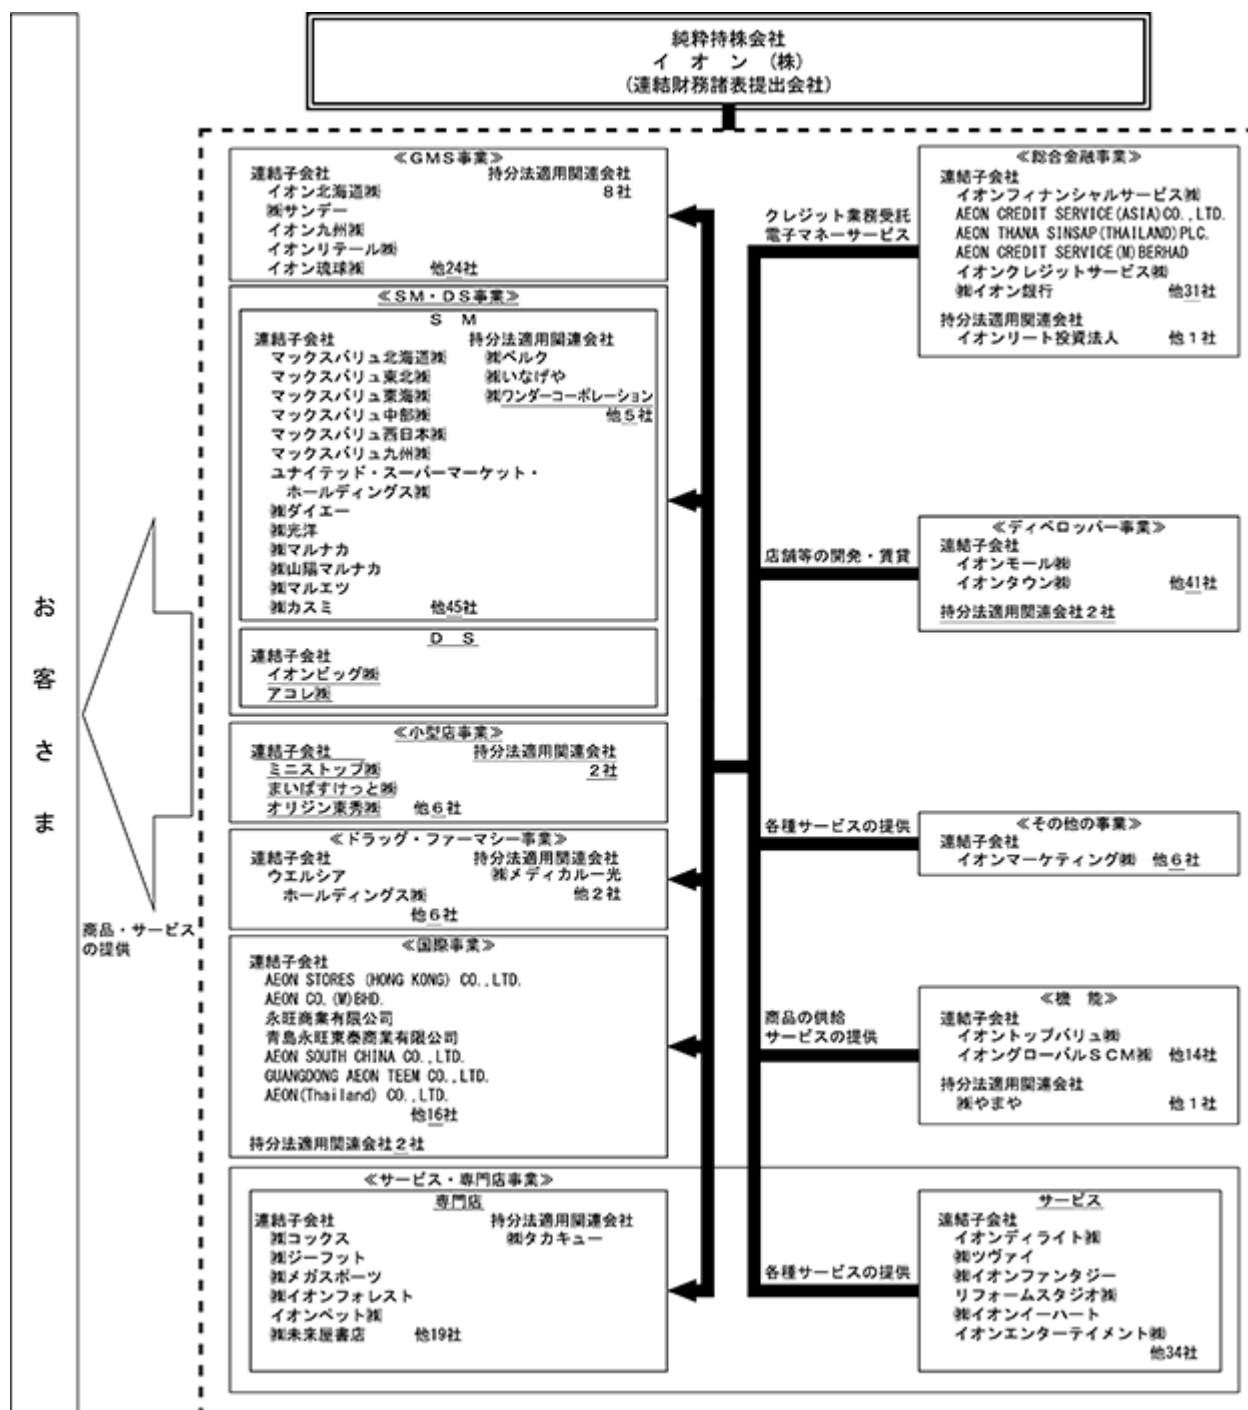 純粋持株会社
イオン (株)
(連結財務諸表提出会社)
≪GMS事業≫
連結子会社 持分法適用関連会社
イオン北海道㈱ 8社
㈱サンデー
イオン九州㈱
イオンリテール㈱
イオン琉球㈱ 他24社
≪SM・DS事業≫
SM
連結子会社 持分法適用関連会社
マックスバリュ北海道㈱ ㈱ベルク
マックスバリュ東北㈱ ㈱いなげや
マックスバリュ東海㈱ ㈱ワンダーコーポレーション
マックスバリュ中部㈱ 他5社
マックスバリュ西日本㈱
マックスバリュ九州㈱
ユナイテッド・スーパーマーケット・
ホールディングス㈱
㈱ダイエー
㈱光洋
㈱マルナカ
㈱山陽マルナカ
㈱マルエツ
㈱カスミ 他45社
DS
連結子会社
イオンビッグ㈱
アコレ㈱
≪小型店事業≫
連結子会社 持分法適用関連会社
ミニストップ㈱ 2社
まいばすけっと㈱
オリジン東秀㈱ 他6社
≪ドラッグ・ファーマシー事業≫
連結子会社 持分法適用関連会社
ウエルシア ㈱メディカル一光
ホールディングス㈱ 他2社
他6社
≪国際事業≫
連結子会社
AEON STORES (HONG KONG) CO.,LTD.
AEON CO.(M)BHD.
永旺商業有限公司
青島永旺東泰商業有限公司
AEON SOUTH CHINA CO.,LTD.
GUANGDONG AEON TEEM CO.,LTD.
AEON(Thailand) CO.,LTD.
他16社
持分法適用関連会社2社
≪サービス・専門店事業≫
専門店
連結子会社 持分法適用関連会社
㈱コックス ㈱タカキュー
㈱ジーフット
㈱メガスポーツ
㈱イオンフォレスト
イオンペット㈱
㈱未来屋書店 他19社
クレジット業務受託
電子マネーサービス
≪総合金融事業≫
連結子会社
イオンフィナンシャルサービス㈱
AEON CREDIT SERVICE(ASIA)CO.,LTD.
AEON THANA SINSAP(THAILAND)PLC.
AEON CREDIT SERVICE(M)BERHAD
イオンクレジットサービス㈱
㈱イオン銀行 他31社
持分法適用関連会社
イオンリート投資法人 他1社
店舗等の開発・賃貸
≪ディベロッパー事業≫
連結子会社
イオンモール㈱
イオンタウン㈱ 他41社
持分法適用関連会社2社
各種サービスの提供
≪その他の事業≫
連結子会社
イオンマーケティング㈱ 他6社
商品の供給
サービスの提供
≪機 能≫
連結子会社
イオントップバリュ㈱
イオングローバルSCM㈱ 他14社
持分法適用関連会社
㈱やまや 他1社
各種サービスの提供
サービス
連結子会社
イオンディライト㈱
㈱ツヴァイ
㈱イオンファンタジー
リフォームスタジオ㈱
㈱イオンイーハート
イオンエンターテイメント㈱
他34社
商品・サービス
の提供
お客さま